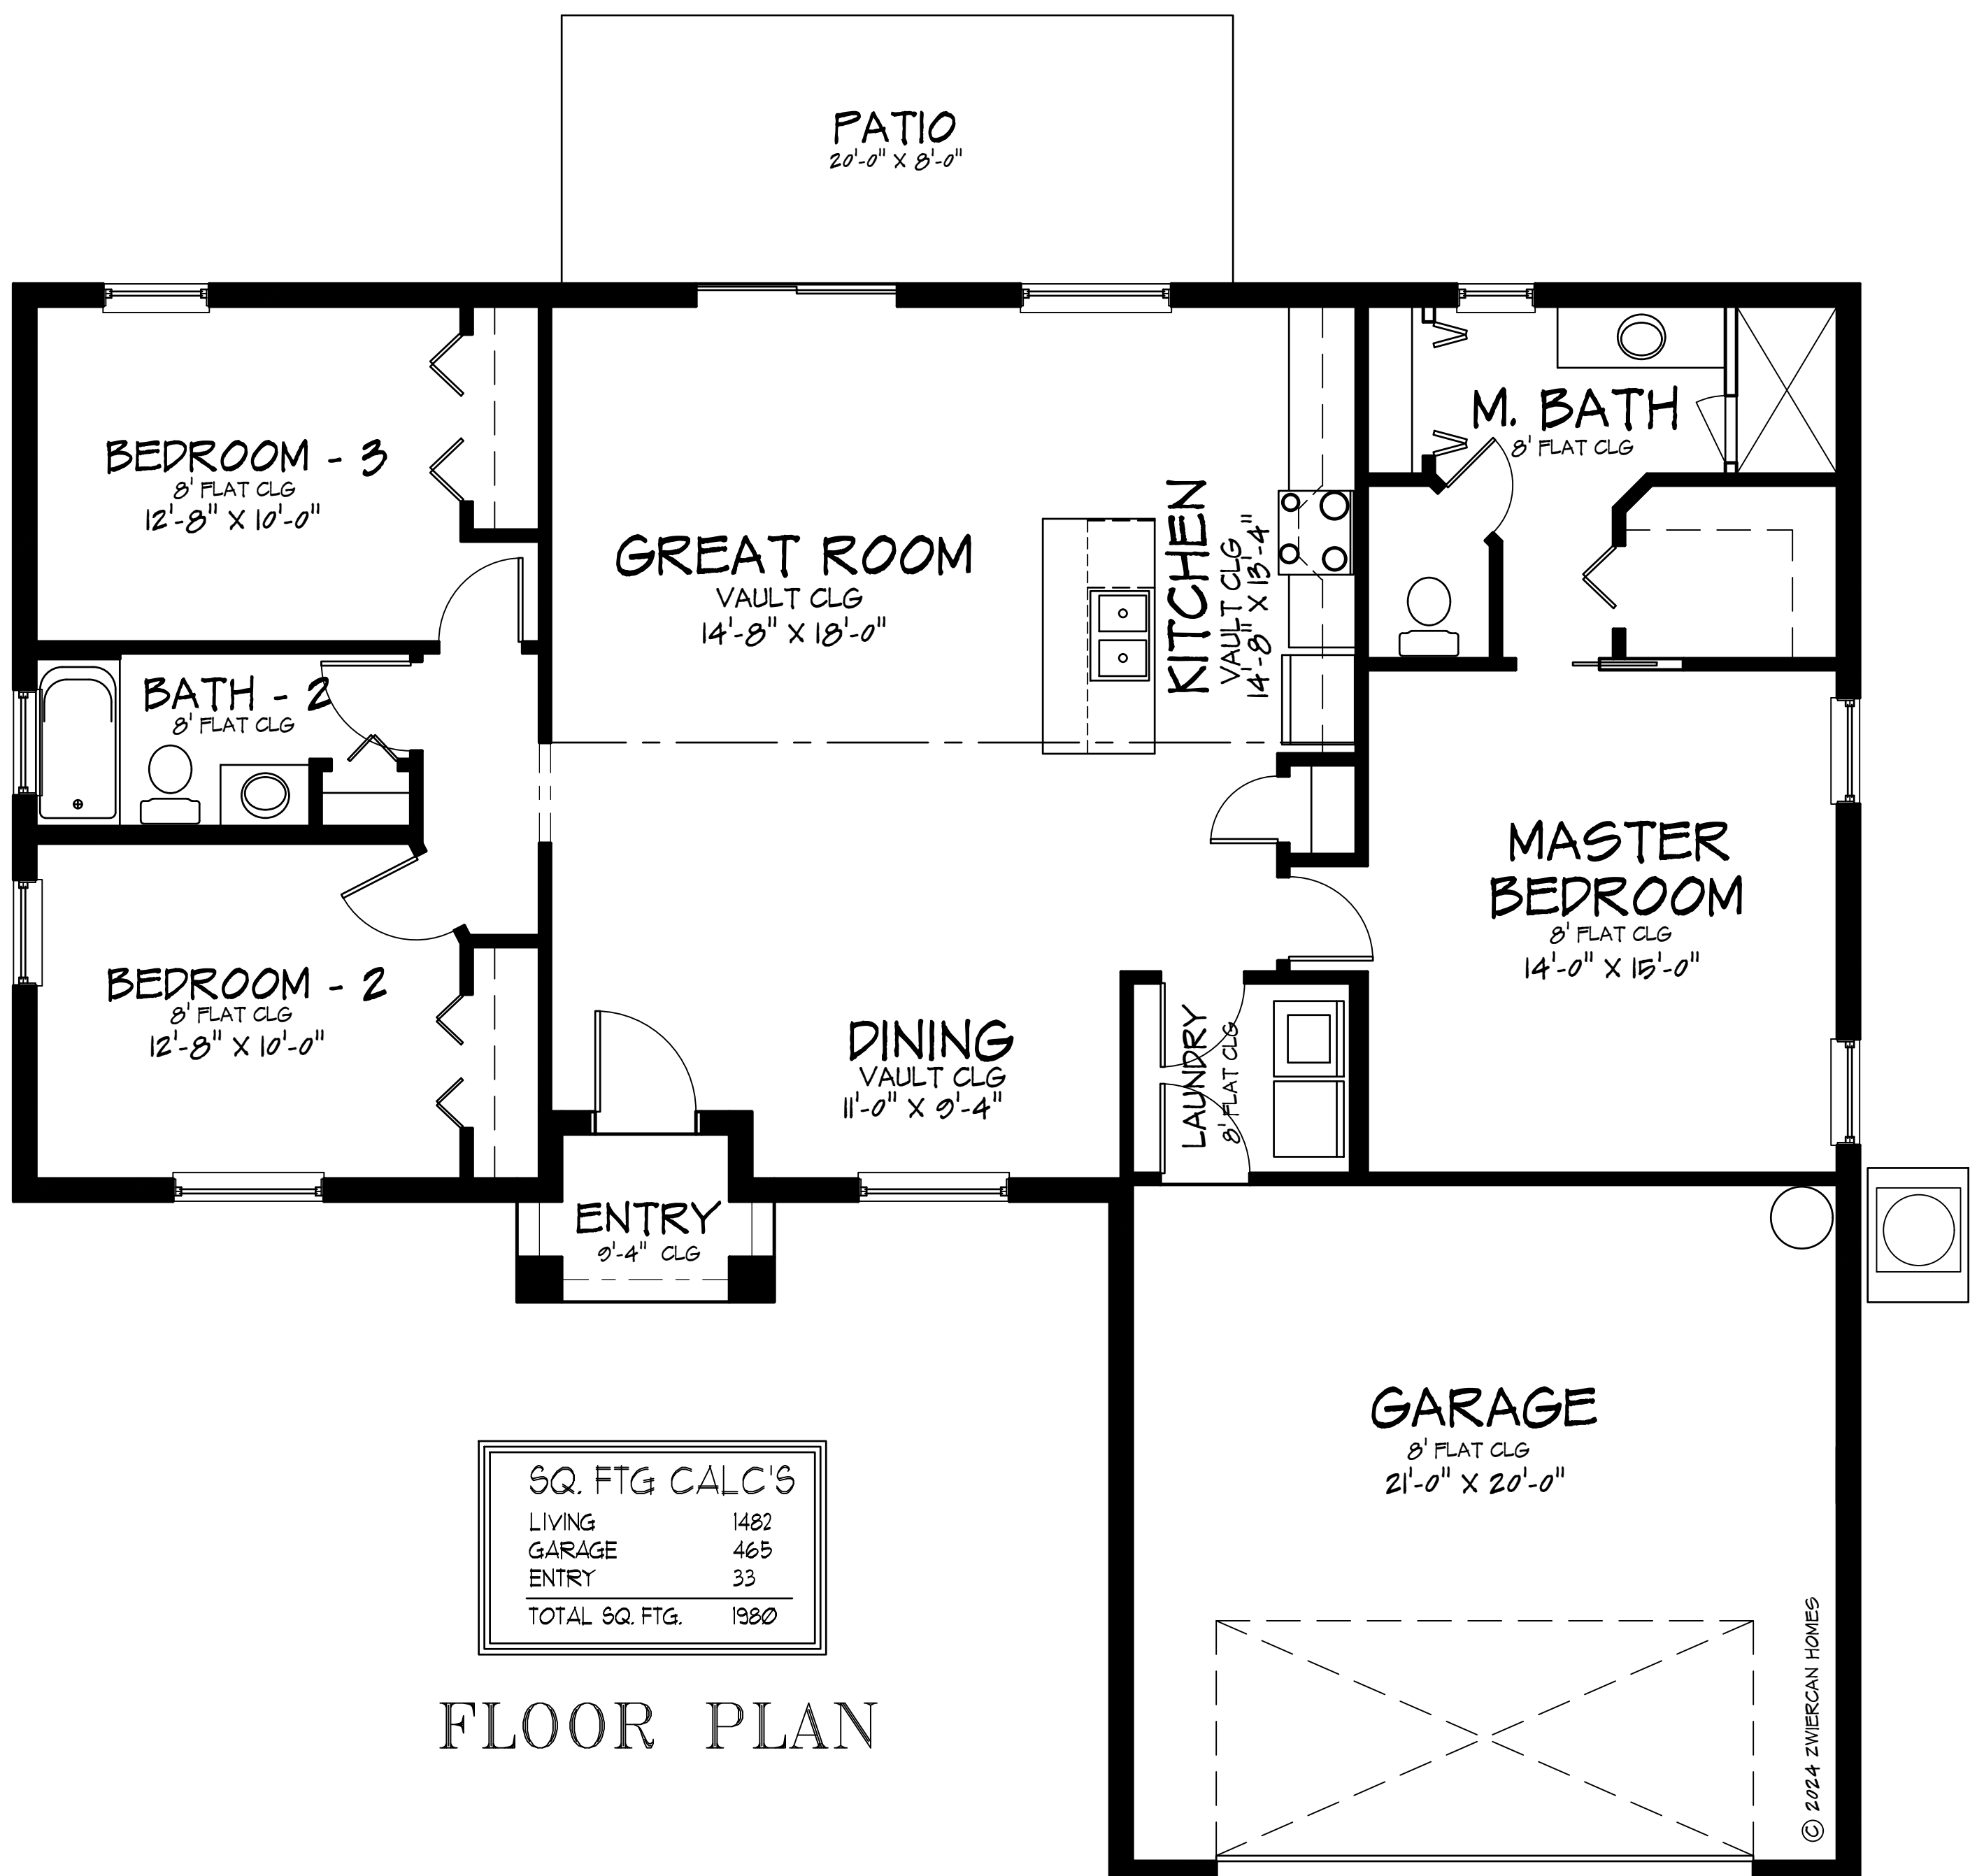 PATIO
20'-0" X 8'-0"
BEDROOM - 3
8' FLAT CLG
12'-8" X 10'-0"
GREAT ROOM
VAULT CLG
14'-8" X 18'-0"
KITCHEN
VAULT CLG
14'-8" X 13'-4"
M. BATH
8' FLAT CLG
BATH - 2
8' FLAT CLG
MASTER
BEDROOM
8' FLAT CLG
14'-0" X 15'-0"
BEDROOM - 2
8' FLAT CLG
12'-8" X 10'-0"
DINING
VAULT CLG
11'-0" X 9'-4"
LAUNDRY
8' FLAT CLG
ENTRY
9'-4" CLG
GARAGE
8' FLAT CLG
21'-0" X 20'-0"
SQ. FTG CALC'S
LIVING 1482
GARAGE 465
ENTRY 33
TOTAL SQ. FTG. 1980
FLOOR PLAN
© 2024 ZWIERCAN HOMES